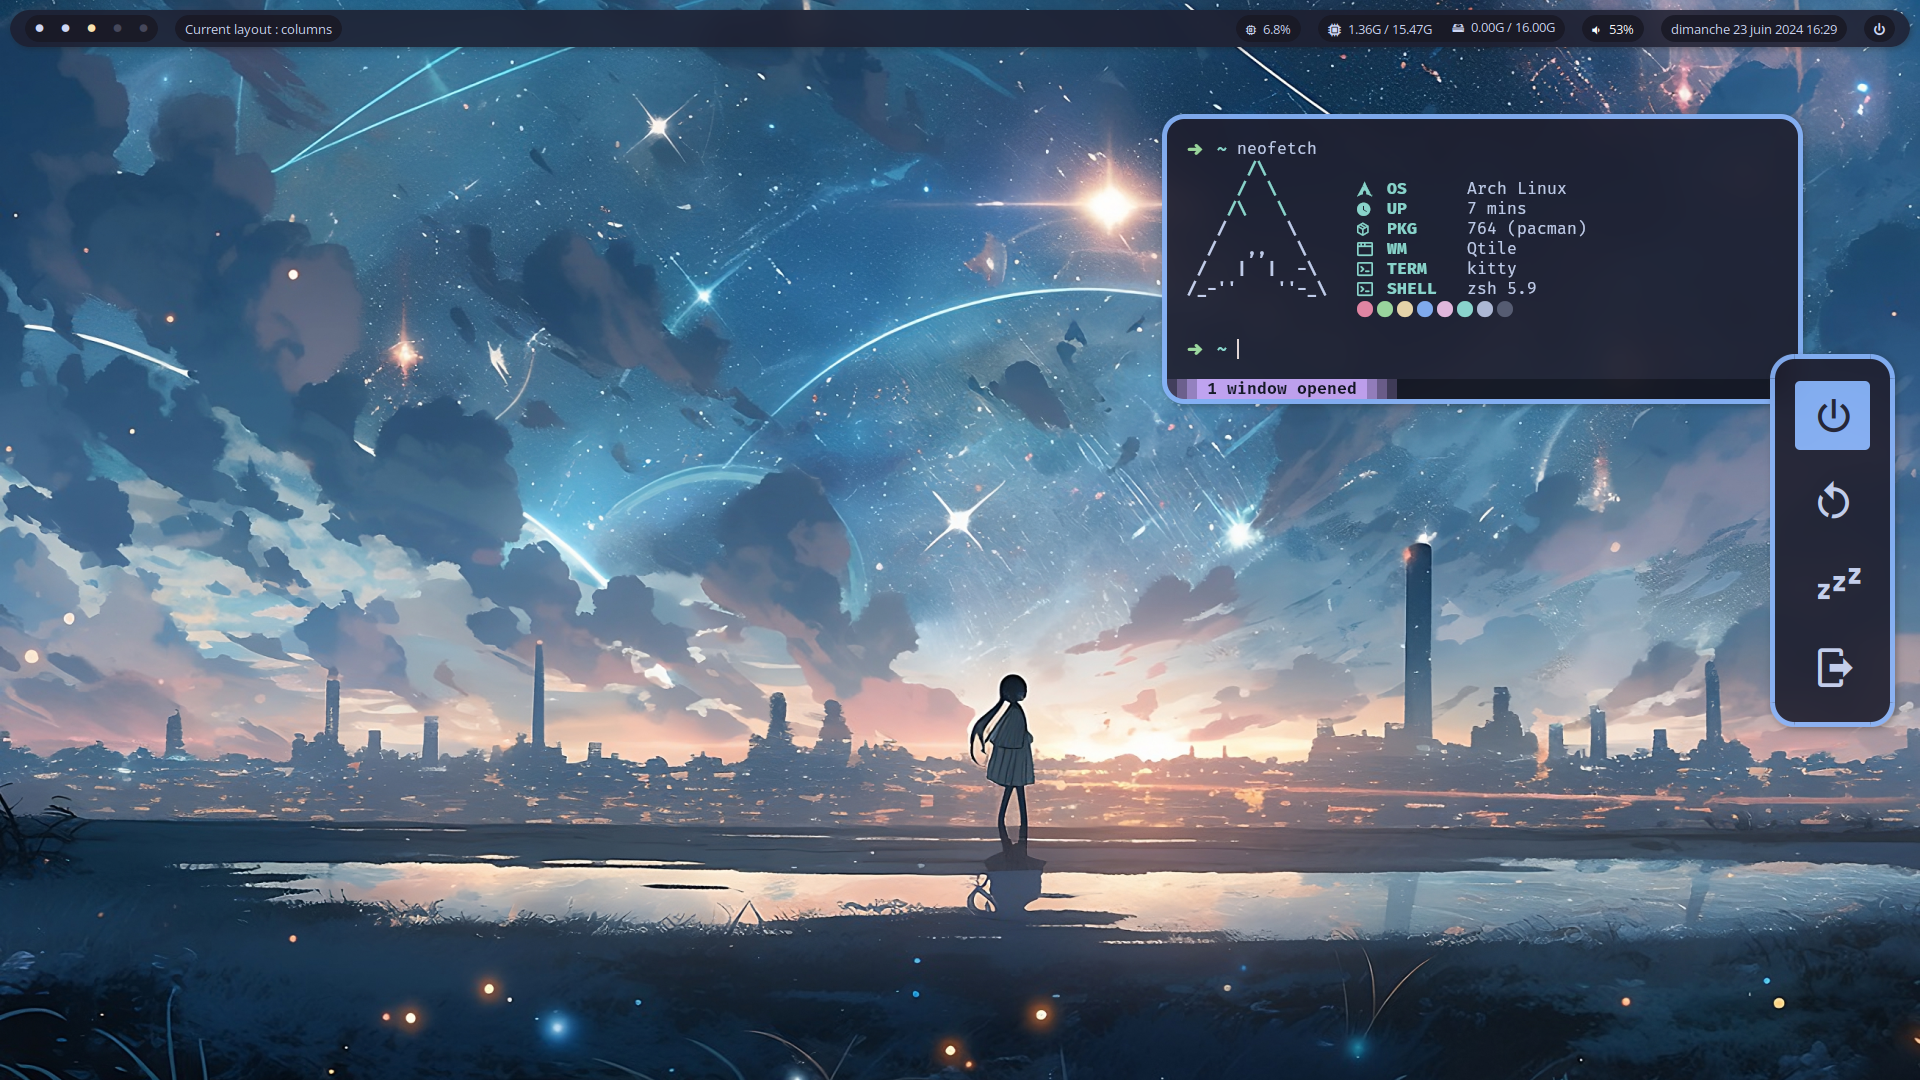 Current layout : columns
6.8%
1.36G / 15.47G
0.00G / 16.00G
53%
dimanche 23 juin 2024 16:29
➜ ~ neofetch
OS Arch Linux
UP 7 mins
PKG 764 (pacman)
WM Qtile
TERM kitty
SHELL zsh 5.9
➜ ~
1 window opened
zzz